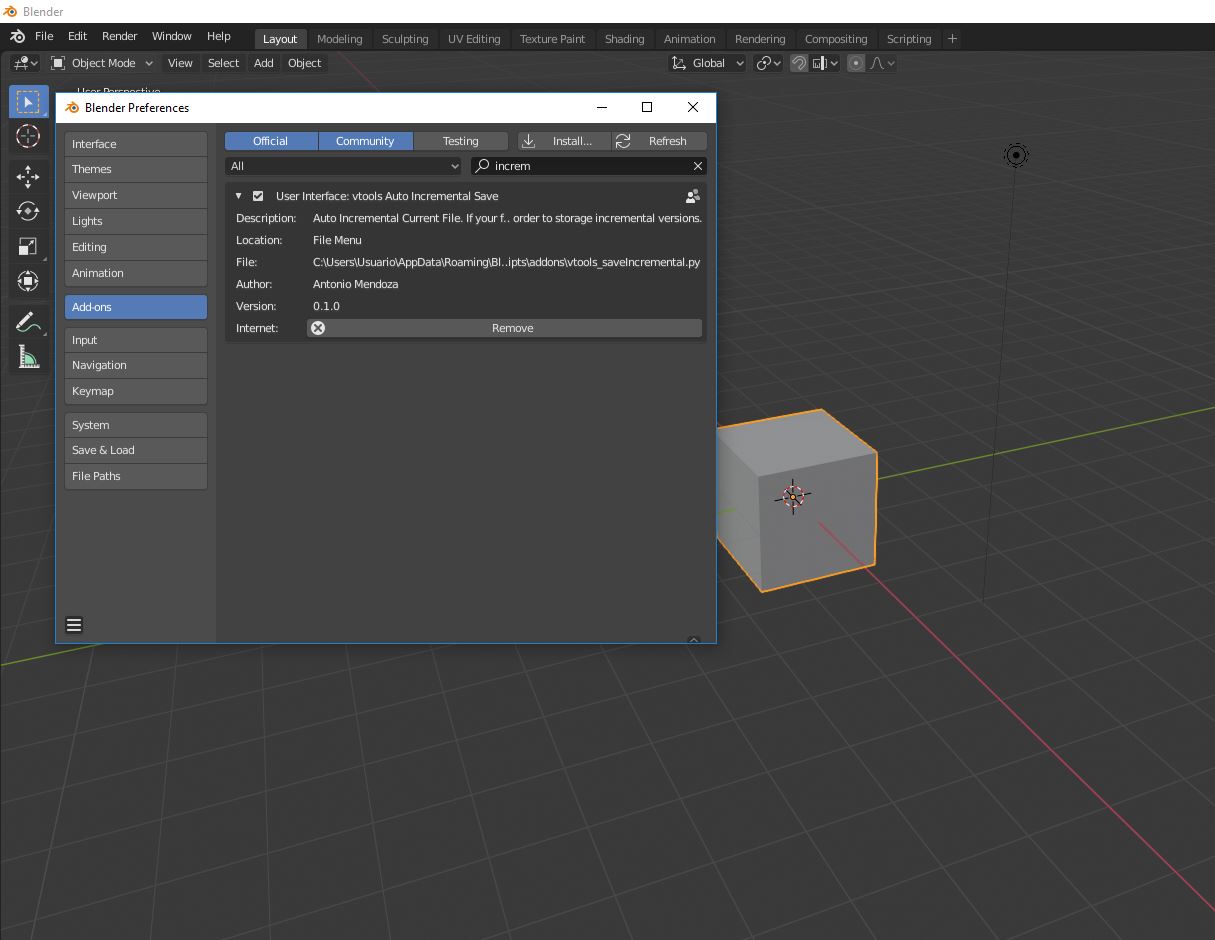 Blender
File Edit Render Window Help Layout Modeling Sculpting UV Editing Texture Paint Shading Animation Rendering Compositing Scripting +
Object Mode View Select Add Object Global
User Perspective
Blender Preferences
Interface
Themes
Viewport
Lights
Editing
Animation
Add-ons
Input
Navigation
Keymap
System
Save & Load
File Paths
Official Community Testing Install... Refresh
All increm
User Interface: vtools Auto Incremental Save
Description: Auto Incremental Current File. If your f.. order to storage incremental versions.
Location: File Menu
File: C:\Users\Usuario\AppData\Roaming\Bl..ipts\addons\vtools_saveIncremental.py
Author: Antonio Mendoza
Version: 0.1.0
Internet: Remove